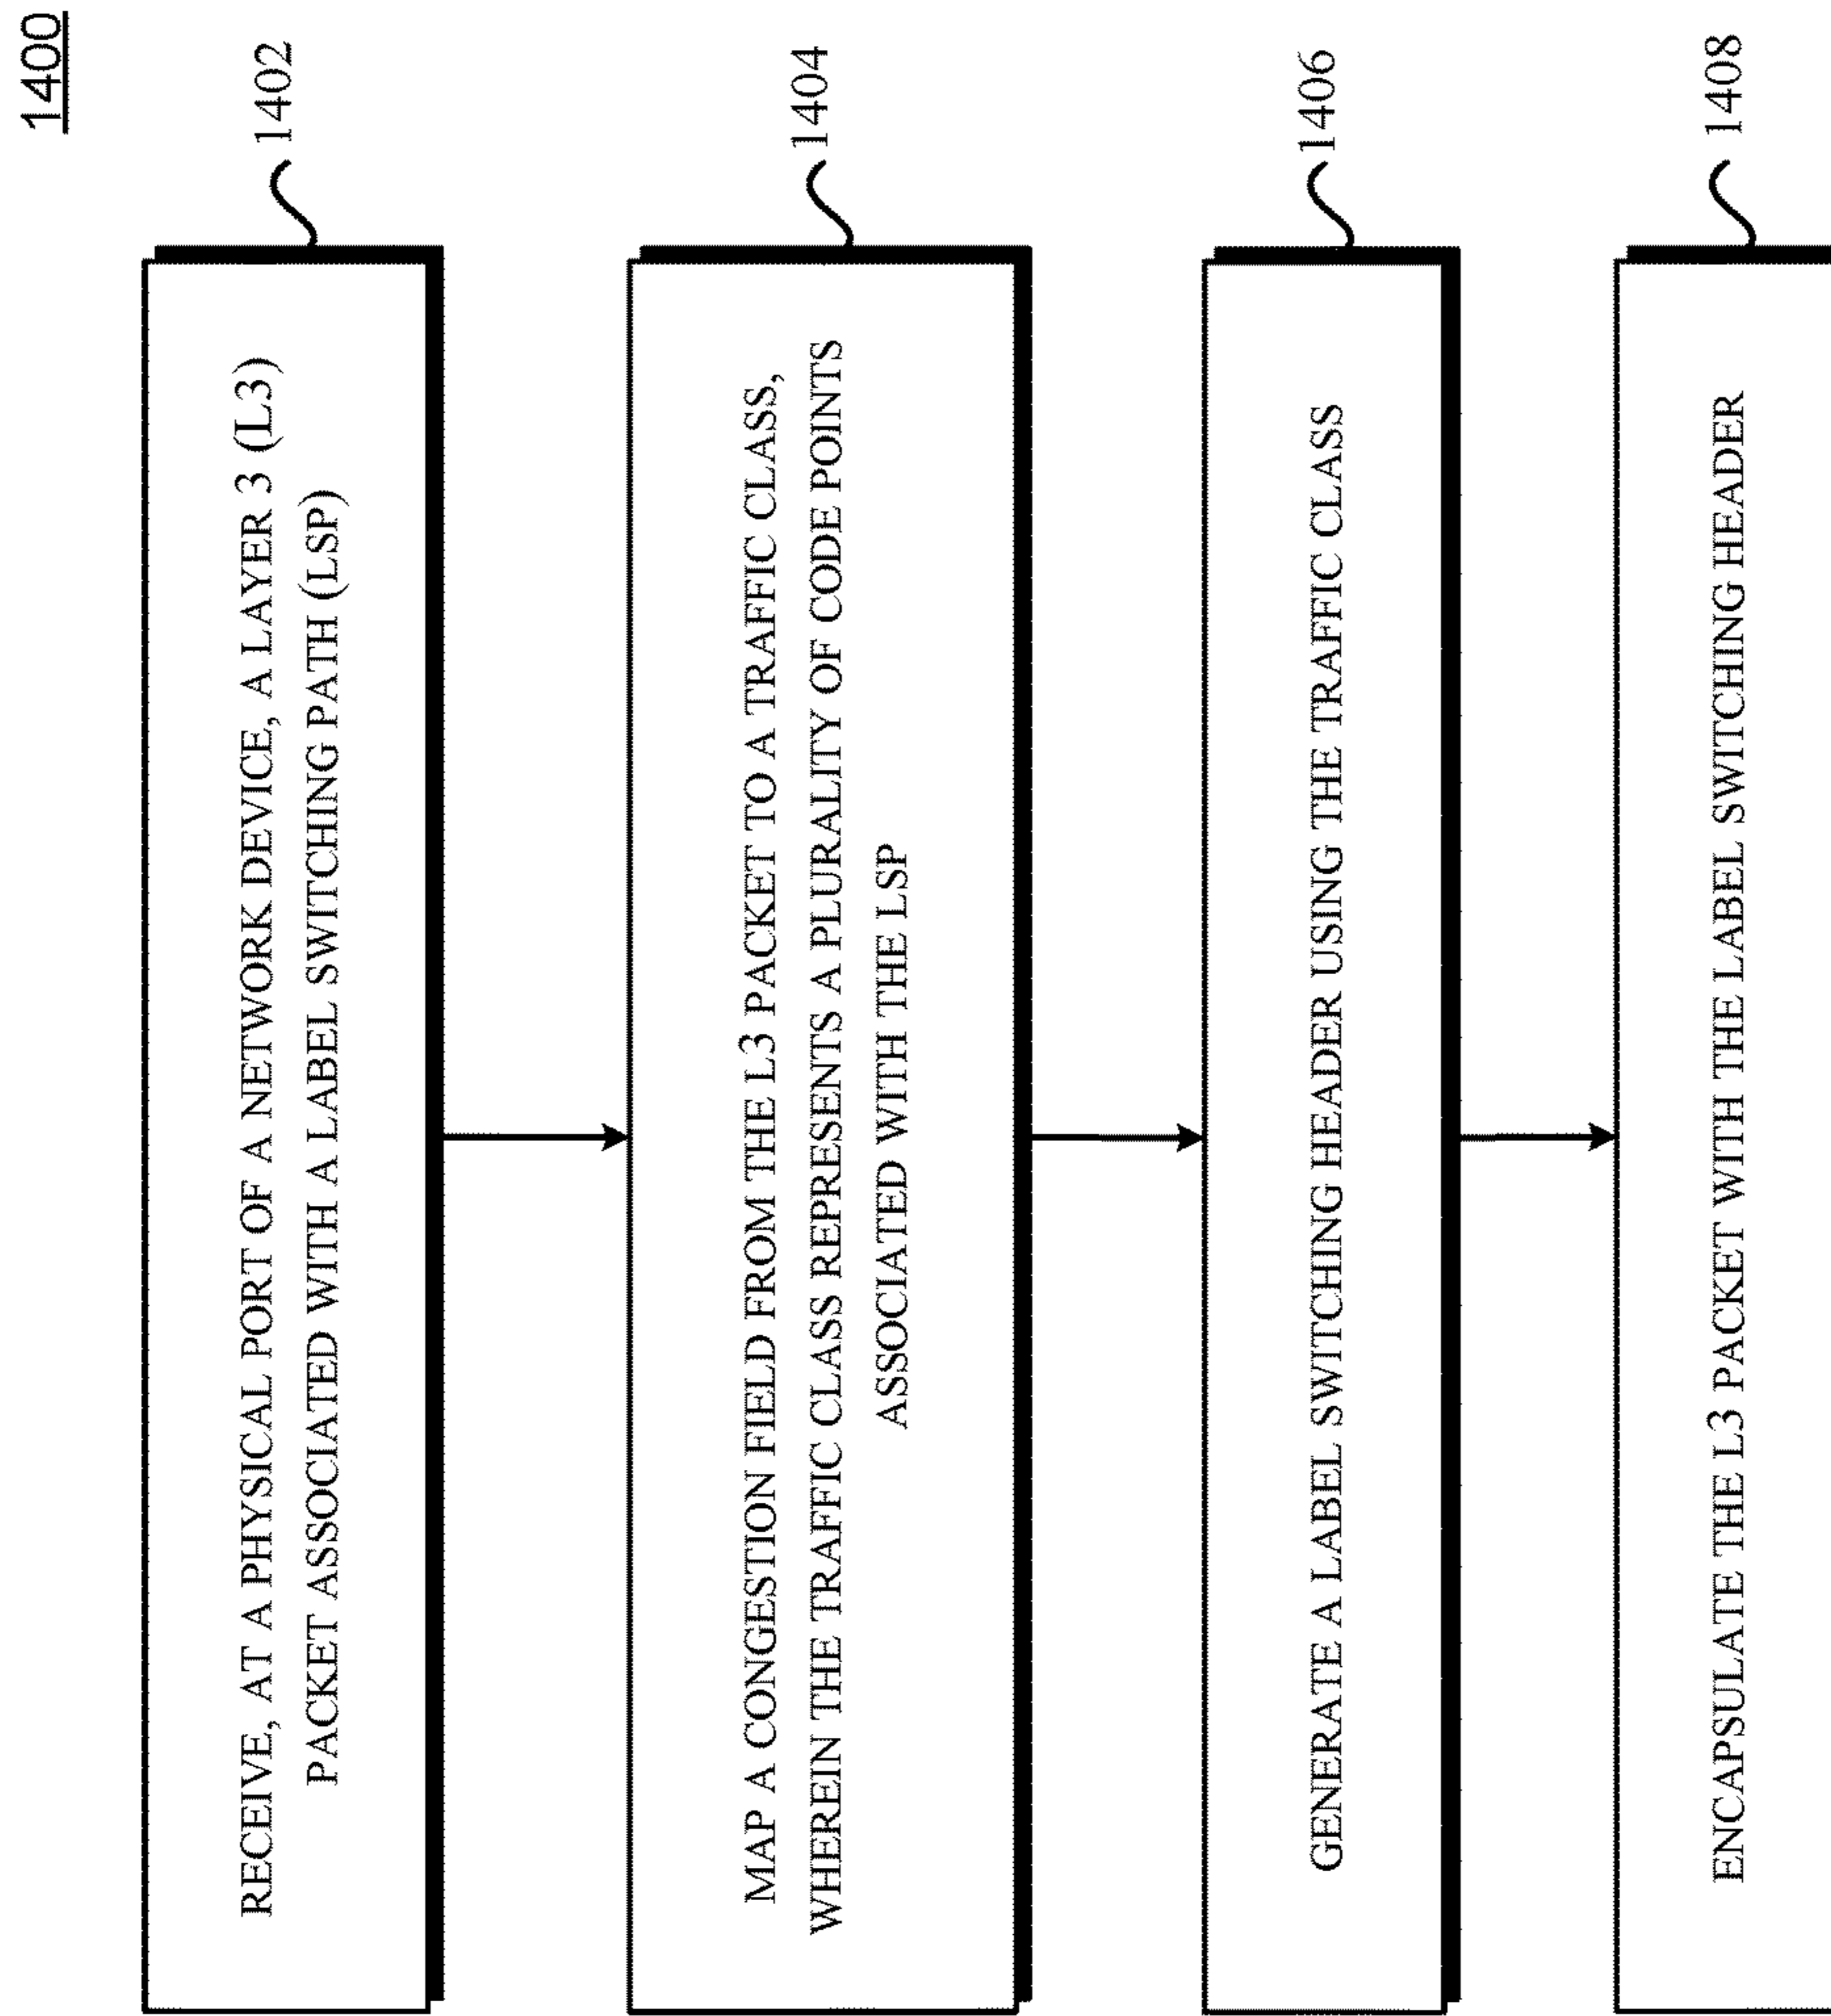 1400
RECEIVE, AT A PHYSICAL PORT OF A NETWORK DEVICE, A LAYER 3 (L3)
PACKET ASSOCIATED WITH A LABEL SWITCHING PATH (LSP)
1402
MAP A CONGESTION FIELD FROM THE L3 PACKET TO A TRAFFIC CLASS,
WHEREIN THE TRAFFIC CLASS REPRESENTS A PLURALITY OF CODE POINTS
ASSOCIATED WITH THE LSP
1404
GENERATE A LABEL SWITCHING HEADER USING THE TRAFFIC CLASS
1406
ENCAPSULATE THE L3 PACKET WITH THE LABEL SWITCHING HEADER
1408